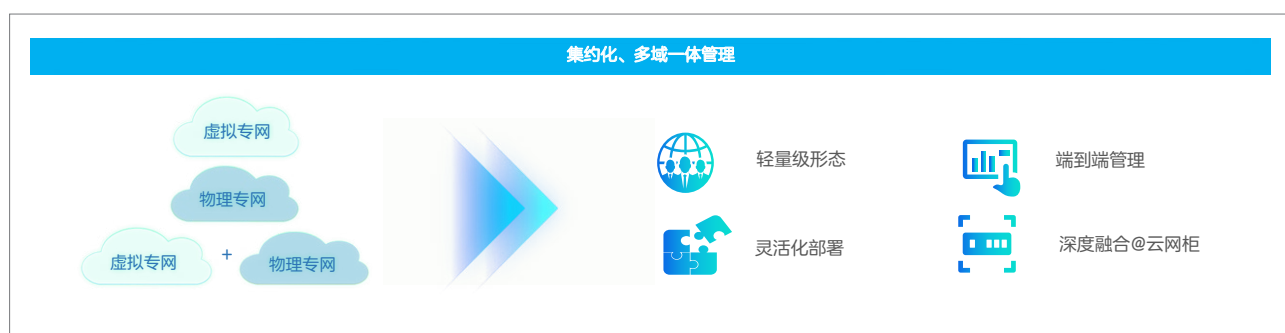 集约化、多域一体管理
虚拟专网
物理专网
虚拟专网 + 物理专网
轻量级形态
端到端管理
灵活化部署
深度融合@云网柜